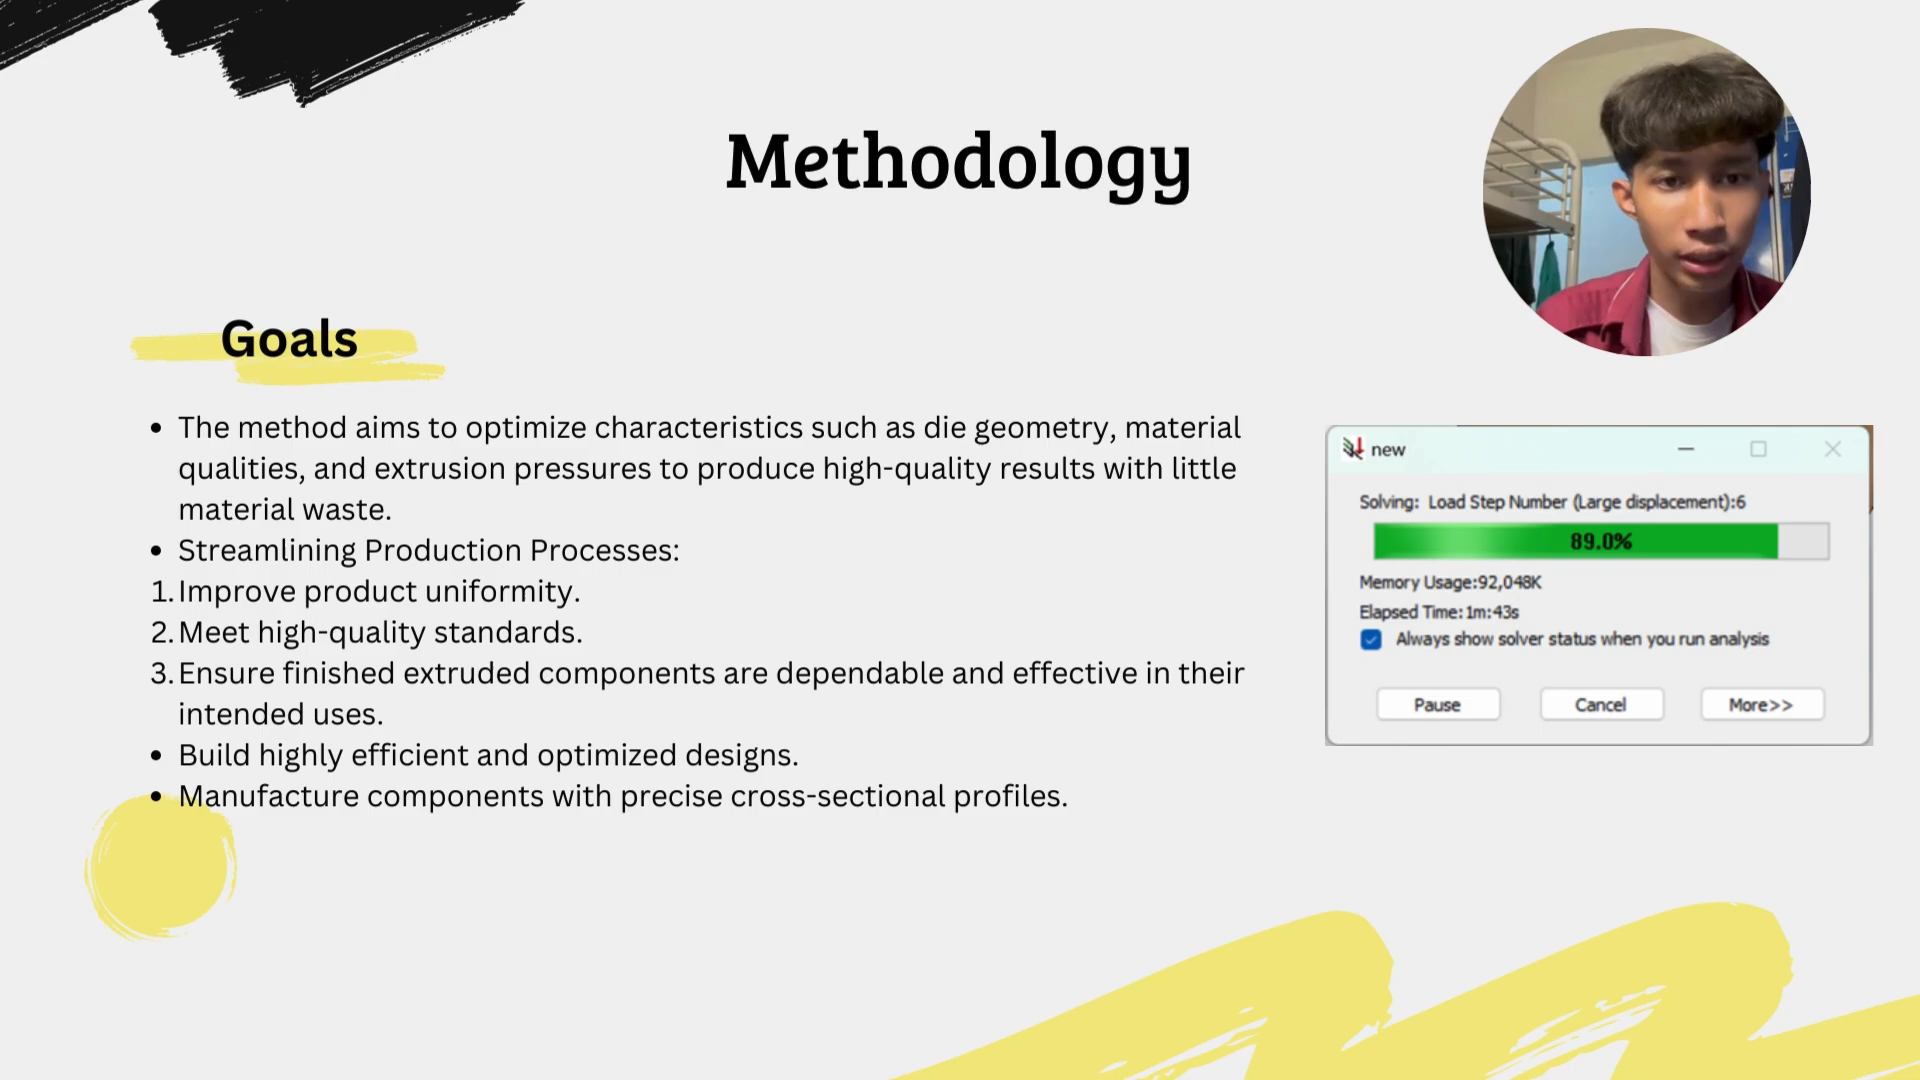 Methodology
Goals
• The method aims to optimize characteristics such as die geometry, material
qualities, and extrusion pressures to produce high-quality results with little
material waste.
• Streamlining Production Processes:
1. Improve product uniformity.
2. Meet high-quality standards.
3. Ensure finished extruded components are dependable and effective in their
intended uses.
• Build highly efficient and optimized designs.
• Manufacture components with precise cross-sectional profiles.
new
Solving: Load Step Number (Large displacement):6
89.0%
Memory Usage:92,048K
Elapsed Time:1m:43s
Always show solver status when you run analysis
Pause Cancel More>>